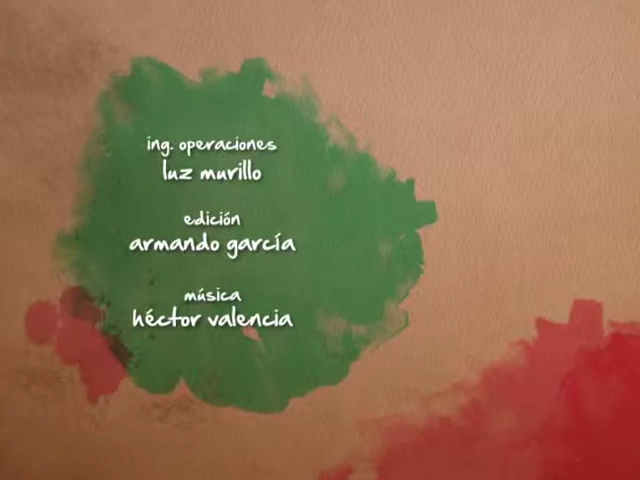 ing. operaciones
luz murillo
edición
armando garcía
música
héctor valencia